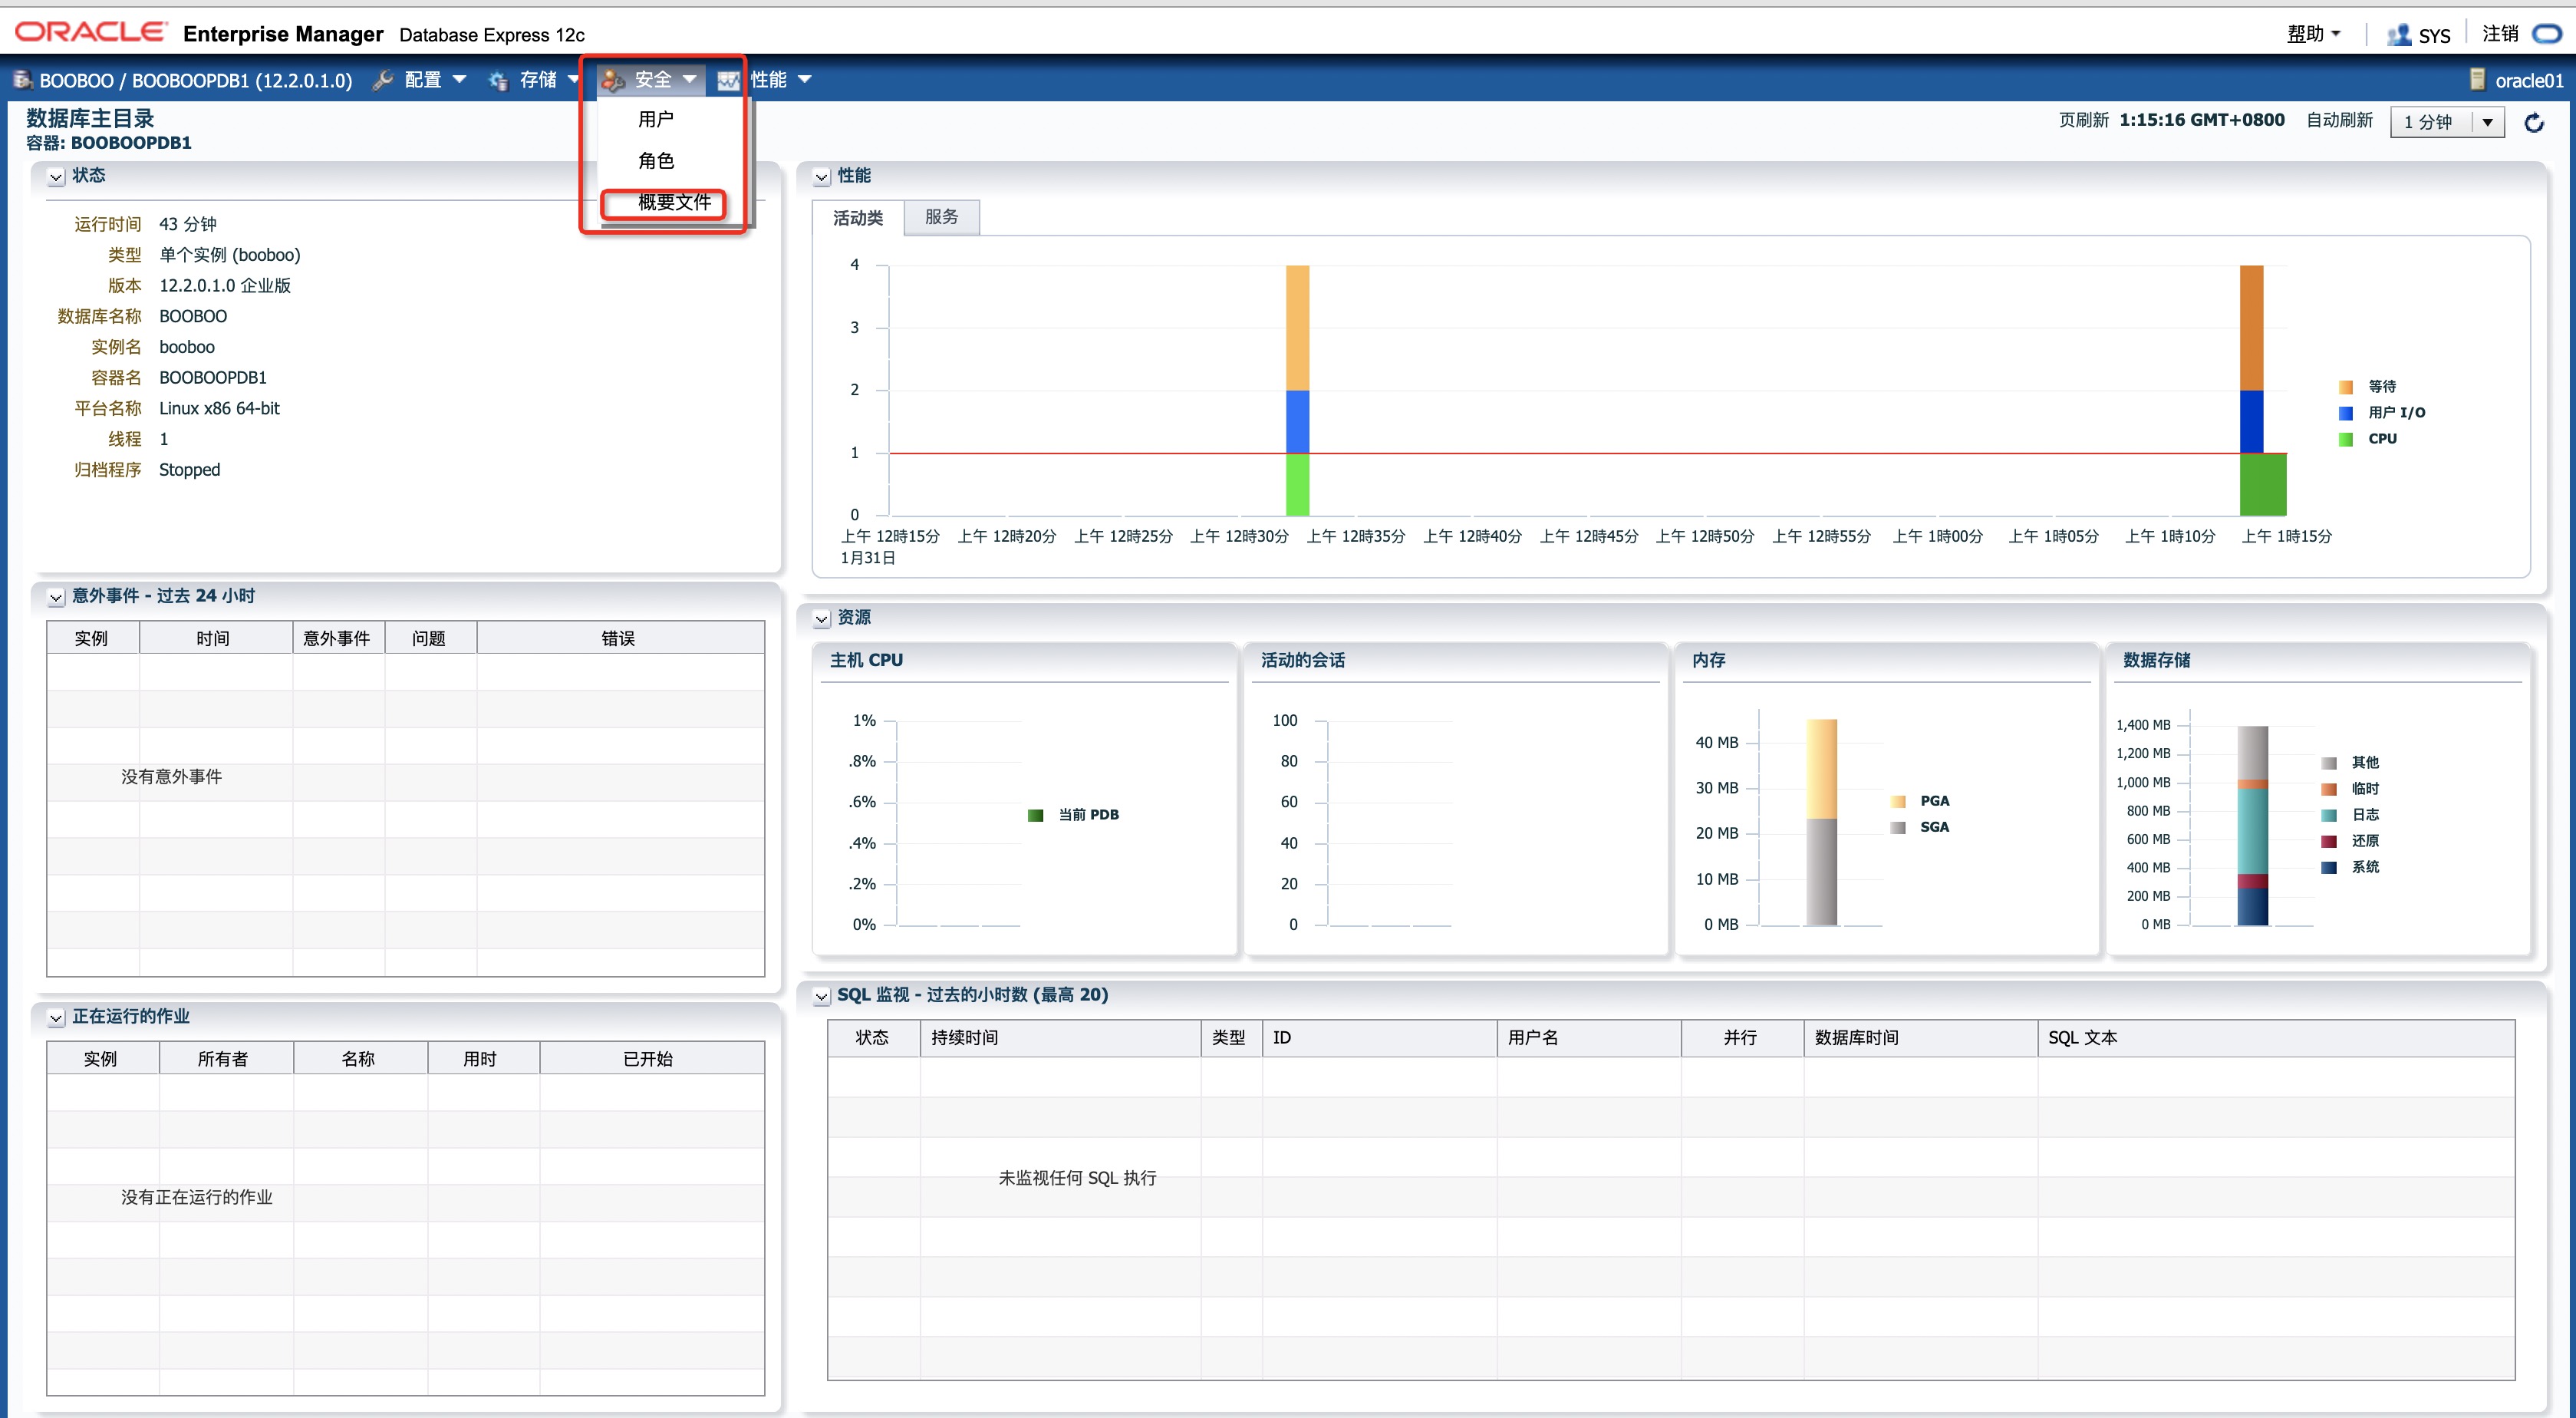 ORACLE Enterprise Manager Database Express 12c
帮助 SYS 注销
BOOBOO / BOOBOOPDB1 (12.2.0.1.0) 配置 存储 安全 性能 oracle01
用户
角色
概要文件
数据库主目录
容器: BOOBOOPDB1
页刷新 1:15:16 GMT+0800 自动刷新 1 分钟
状态
运行时间 43 分钟
类型 单个实例 (booboo)
版本 12.2.0.1.0 企业版
数据库名称 BOOBOO
实例名 booboo
容器名 BOOBOOPDB1
平台名称 Linux x86 64-bit
线程 1
归档程序 Stopped
性能
活动类 服务
4
3
2
1
0
上午 12時15分 上午 12時20分 上午 12時25分 上午 12時30分 上午 12時35分 上午 12時40分 上午 12時45分 上午 12時50分 上午 12時55分 上午 1時00分 上午 1時05分 上午 1時10分 上午 1時15分
1月31日
等待
用户 I/O
CPU
意外事件 - 过去 24 小时
实例 时间 意外事件 问题 错误
没有意外事件
资源
主机 CPU
1%
.8%
.6%
.4%
.2%
0%
当前 PDB
活动的会话
100
80
60
40
20
0
内存
40 MB
30 MB
20 MB
10 MB
0 MB
PGA
SGA
数据存储
1,400 MB
1,200 MB
1,000 MB
800 MB
600 MB
400 MB
200 MB
0 MB
其他
临时
日志
还原
系统
正在运行的作业
实例 所有者 名称 用时 已开始
没有正在运行的作业
SQL 监视 - 过去的小时数 (最高 20)
状态 持续时间 类型 ID 用户名 并行 数据库时间 SQL 文本
未监视任何 SQL 执行